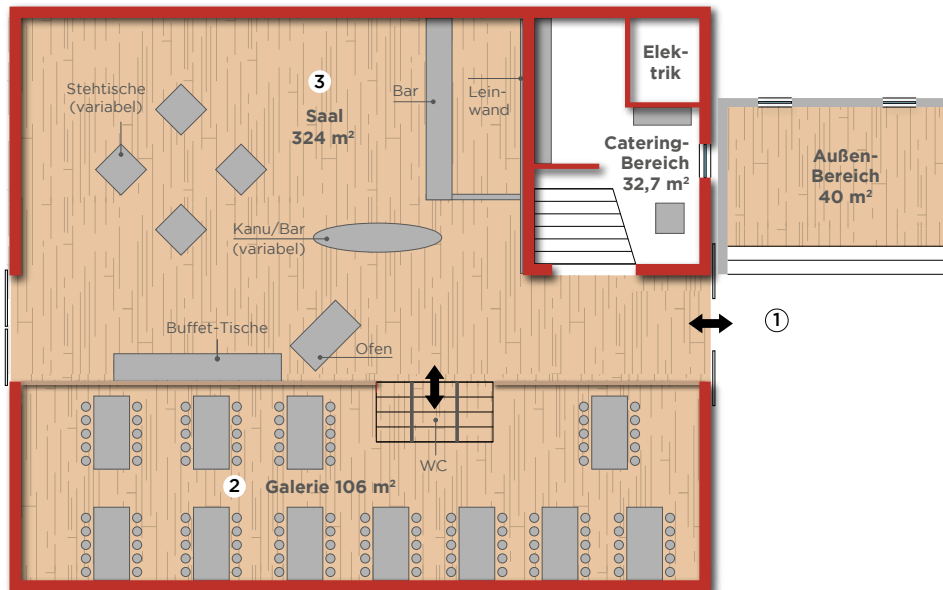 Stehtische
(variabel)
3
Saal
324 m²
Bar
Lein-
wand
Elek-
trik
Catering-
Bereich
32,7 m²
Außen-
Bereich
40 m²
Kanu/Bar
(variabel)
Buffet-Tische
Ofen
1
WC
2
Galerie 106 m²